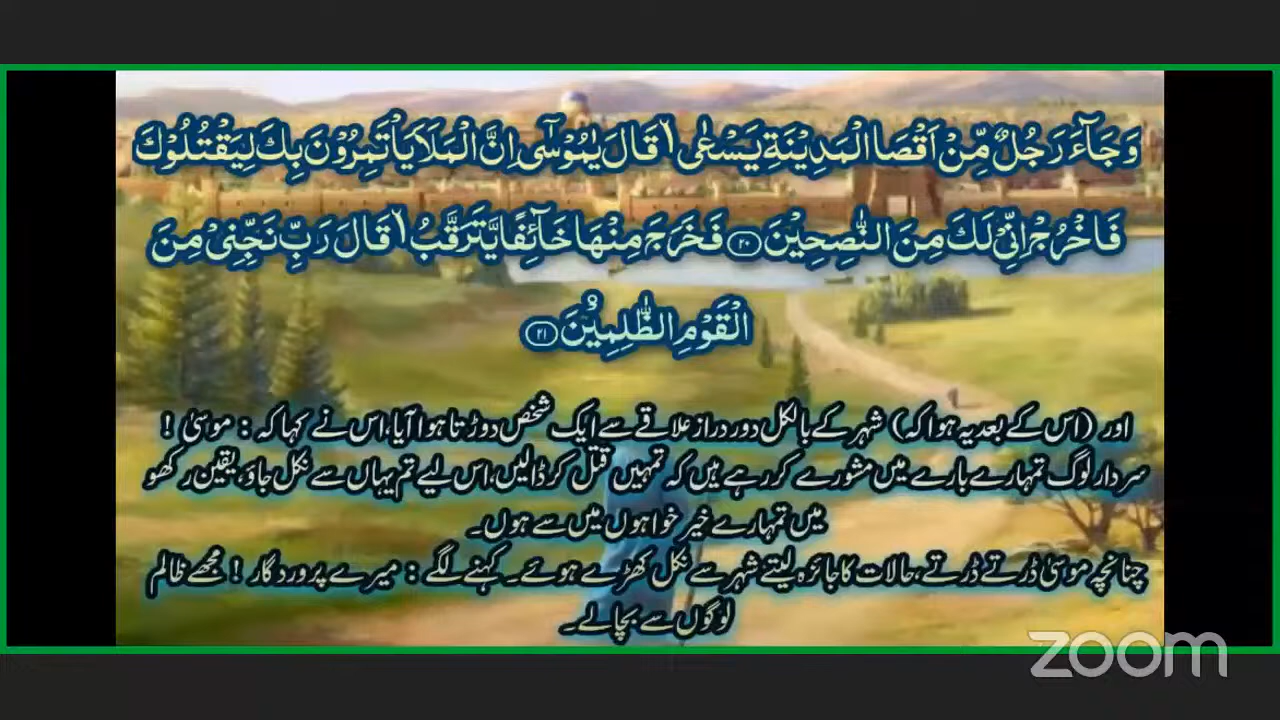 وَجَآءَ رَجُلٌ مِّنْ اَقْصَا الْمَدِيْنَةِ يَسْعٰى ۫ قَالَ يٰمُوْسٰٓى اِنَّ الْمَلَاَ يَاْتَمِرُوْنَ بِكَ لِيَقْتُلُوْكَ
فَاخْرُجْ اِنِّىْ لَكَ مِنَ النّٰصِحِيْنَ ﴿۲۰﴾ فَخَرَجَ مِنْهَا خَآئِفًا يَّتَرَقَّبُ ۫ قَالَ رَبِّ نَجِّنِىْ مِنَ
الْقَوْمِ الظّٰلِمِيْنَ ﴿۲۱﴾
اور (اس کے بعد یہ ہوا کہ) شہر کے بالکل دور دراز علاقے سے ایک شخص دوڑتا ہوا آیا، اس نے کہا کہ : موسیٰ !
سردار لوگ تمہارے بارے میں مشورے کر رہے ہیں کہ تمہیں قتل کر ڈالیں، اس لیے تم یہاں سے نکل جاؤ، یقین رکھو
میں تمہارے خیر خواہوں میں سے ہوں۔
چنانچہ موسیٰ ڈرتے ڈرتے، حالات کا جائزہ لیتے شہر سے نکل کھڑے ہوئے۔ کہنے لگے : میرے پروردگار ! مجھے ظالم
لوگوں سے بچالے۔
zoom